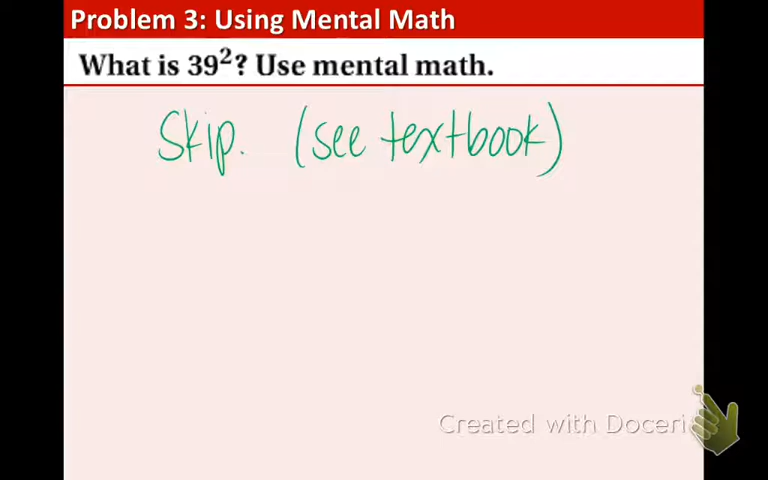 Problem 3: Using Mental Math
What is 39²? Use mental math.
Skip. (see textbook)
Created with Doceri